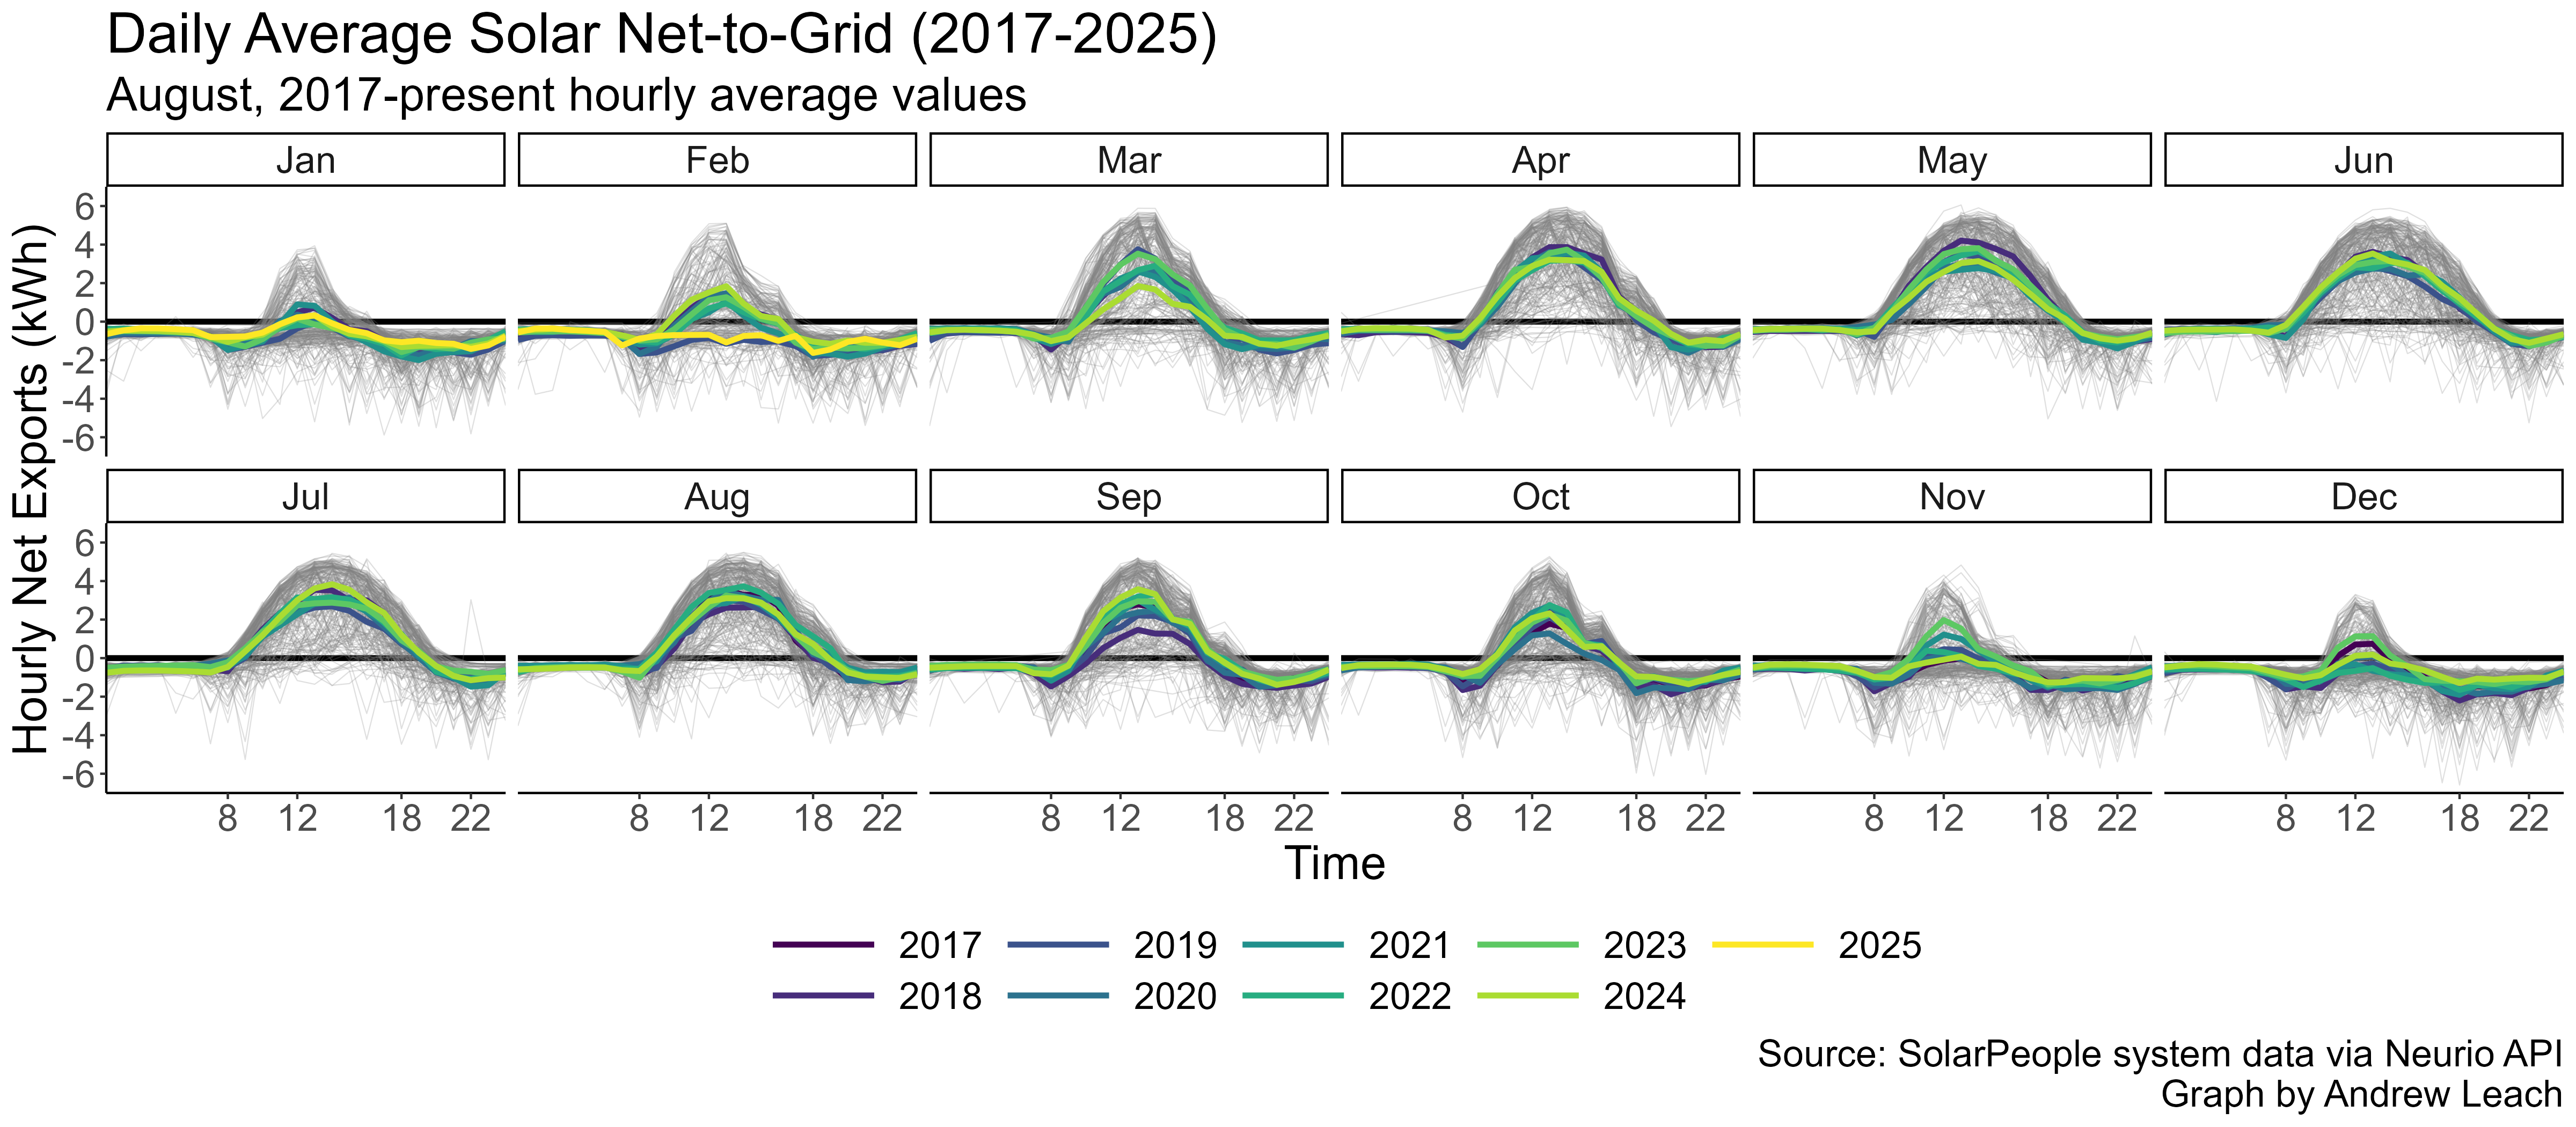 Daily Average Solar Net-to-Grid (2017-2025)
August, 2017-present hourly average values
Jan Feb Mar Apr May Jun
Hourly Net Exports (kWh)
6
4
2
0
-2
-4
-6
Jul Aug Sep Oct Nov Dec
6
4
2
0
-2
-4
-6
8 12 18 22 8 12 18 22 8 12 18 22 8 12 18 22 8 12 18 22 8 12 18 22
Time
2017 2019 2021 2023 2025
2018 2020 2022 2024
Source: SolarPeople system data via Neurio API
Graph by Andrew Leach